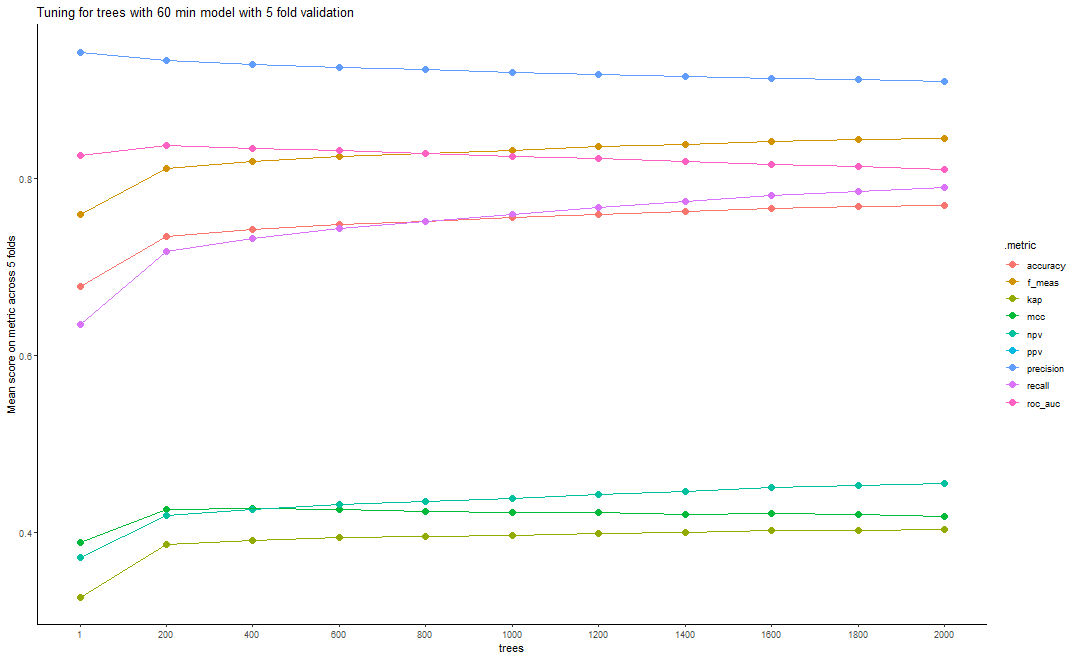 Tuning for trees with 60 min model with 5 fold validation
Mean score on metric across 5 folds
0.8
0.6
0.4
1 200 400 600 800 1000 1200 1400 1600 1800 2000
trees
.metric
accuracy
f_meas
kap
mcc
npv
ppv
precision
recall
roc_auc